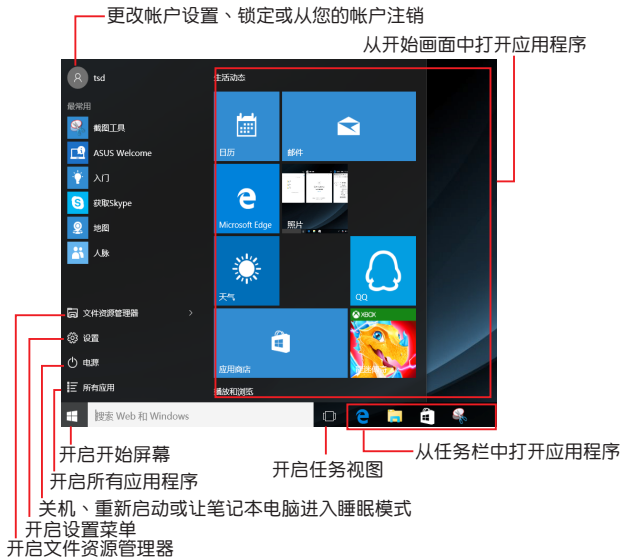 更改帐户设置、锁定或从您的帐户注销
从开始画面中打开应用程序
tsd
生活动态
最常用
截图工具
ASUS Welcome
入门
获取Skype
地图
人脉
日历
邮件
Microsoft Edge
照片
天气
QQ
XBOX
应用商店
播放和浏览
文件资源管理器
设置
电源
所有应用
搜索 Web 和 Windows
开启开始屏幕
开启任务视图
从任务栏中打开应用程序
开启所有应用程序
关机、重新启动或让笔记本电脑进入睡眠模式
开启设置菜单
开启文件资源管理器